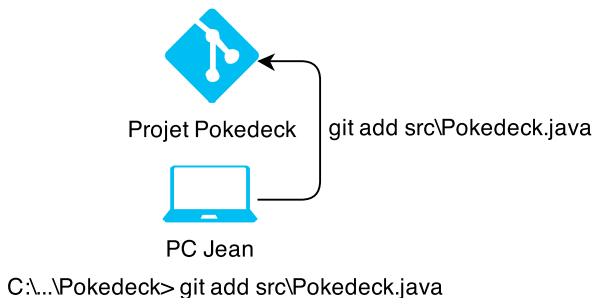 Projet Pokedeck
git add src\Pokedeck.java
PC Jean
C:\...\Pokedeck> git add src\Pokedeck.java